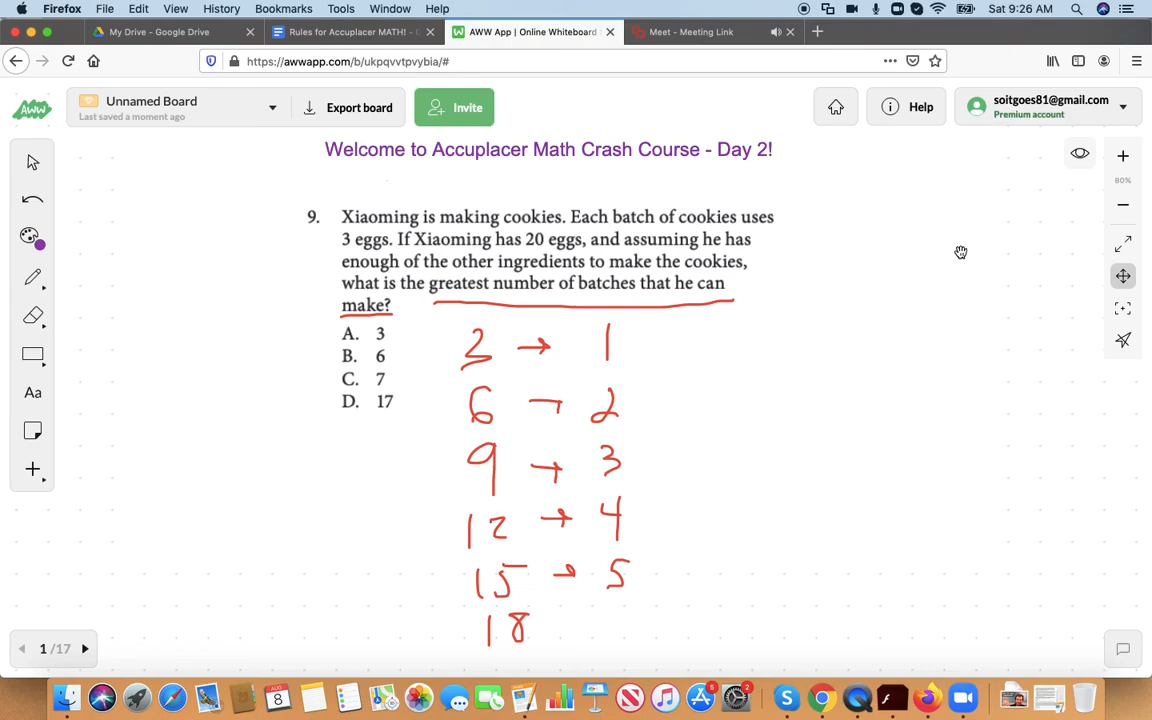 Firefox File Edit View History Bookmarks Tools Window Help Sat 9:26 AM
My Drive - Google Drive Rules for Accuplacer MATH! - G AWW App | Online Whiteboard Meet - Meeting Link
https://awwapp.com/b/ukpqvvtpvybia/#
AWW Unnamed Board Export board Invite Help soitgoes81@gmail.com
Last saved a moment ago Premium account
Welcome to Accuplacer Math Crash Course - Day 2!
80%
9. Xiaoming is making cookies. Each batch of cookies uses
3 eggs. If Xiaoming has 20 eggs, and assuming he has
enough of the other ingredients to make the cookies,
what is the greatest number of batches that he can
make?
A. 3
B. 6
C. 7
D. 17
3 → 1
6 → 2
9 → 3
12 → 4
15 → 5
18
Aa
1 /17
AUG
8
5
2